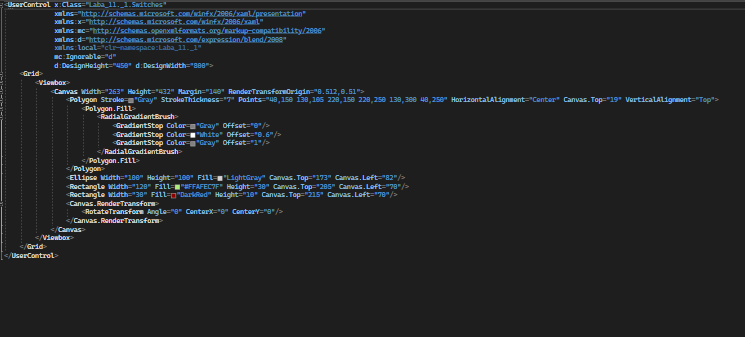 <UserControl x:Class="Laba_11._1.Switches"
xmlns="http://schemas.microsoft.com/winfx/2006/xaml/presentation"
xmlns:x="http://schemas.microsoft.com/winfx/2006/xaml"
xmlns:mc="http://schemas.openxmlformats.org/markup-compatibility/2006"
xmlns:d="http://schemas.microsoft.com/expression/blend/2008"
xmlns:local="clr-namespace:Laba_11._1"
mc:Ignorable="d"
d:DesignHeight="450" d:DesignWidth="800">
<Grid>
<Viewbox>
<Canvas Width="263" Height="432" Margin="140" RenderTransformOrigin="0.512,0.51">
<Polygon Stroke="Gray" StrokeThickness="7" Points="40,150 130,105 220,150 220,250 130,300 40,250" HorizontalAlignment="Center" Canvas.Top="19" VerticalAlignment="Top">
<Polygon.Fill>
<RadialGradientBrush>
<GradientStop Color="Gray" Offset="0"/>
<GradientStop Color="White" Offset="0.6"/>
<GradientStop Color="Gray" Offset="1"/>
</RadialGradientBrush>
</Polygon.Fill>
</Polygon>
<Ellipse Width="100" Height="100" Fill="LightGray" Canvas.Top="173" Canvas.Left="82"/>
<Rectangle Width="120" Fill="#FFAFEC7F" Height="30" Canvas.Top="205" Canvas.Left="70"/>
<Rectangle Width="30" Fill="DarkRed" Height="10" Canvas.Top="215" Canvas.Left="70"/>
<Canvas.RenderTransform>
<RotateTransform Angle="0" CenterX="0" CenterY="0"/>
</Canvas.RenderTransform>
</Canvas>
</Viewbox>
</Grid>
</UserControl>